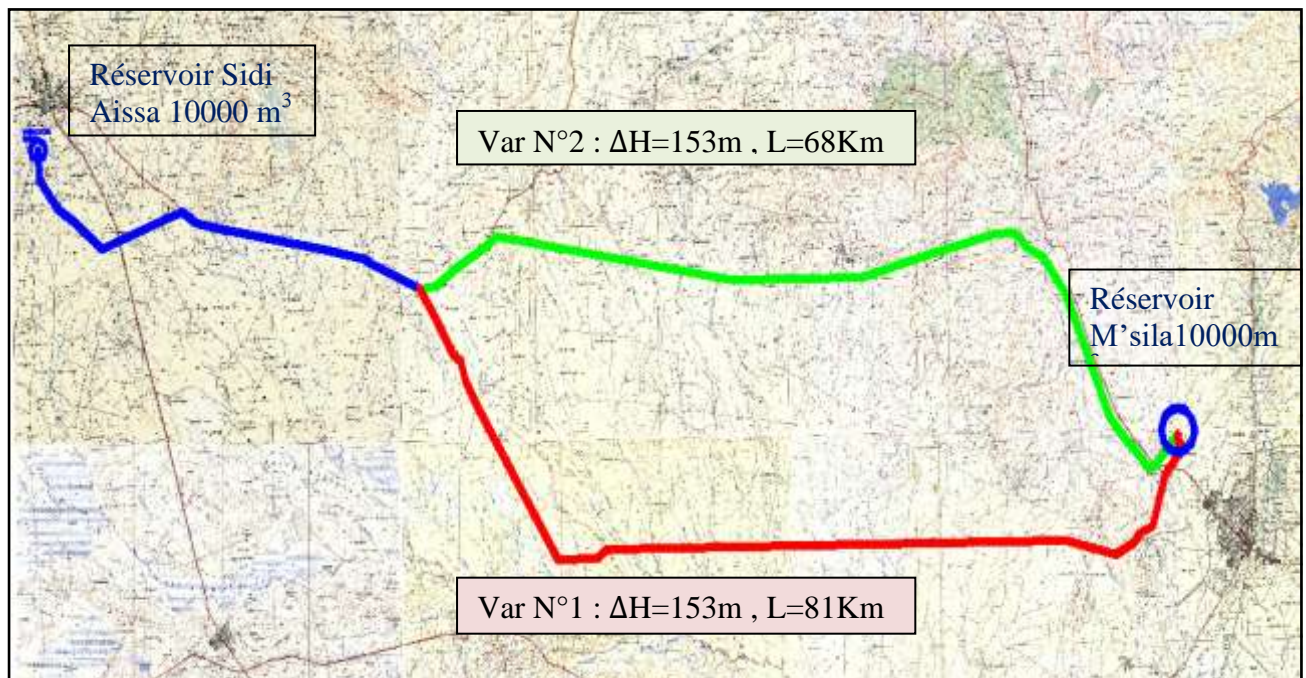 Réservoir Sidi
Aissa 10000 m³
Var N°2 : ΔH=153m , L=68Km
Réservoir
M’sila10000m
Var N°1 : ΔH=153m , L=81Km